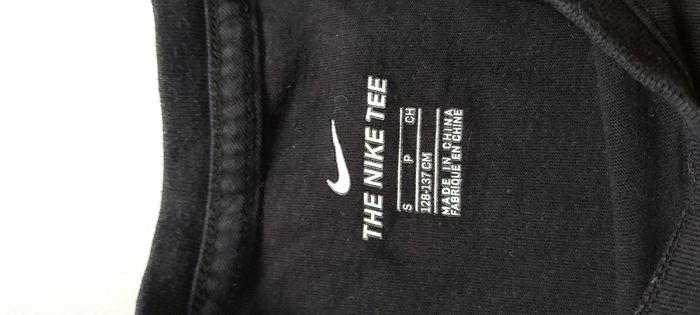 THE NIKE TEE
S P CH
128-137 CM
MADE IN CHINA
FABRIQUE EN CHINE